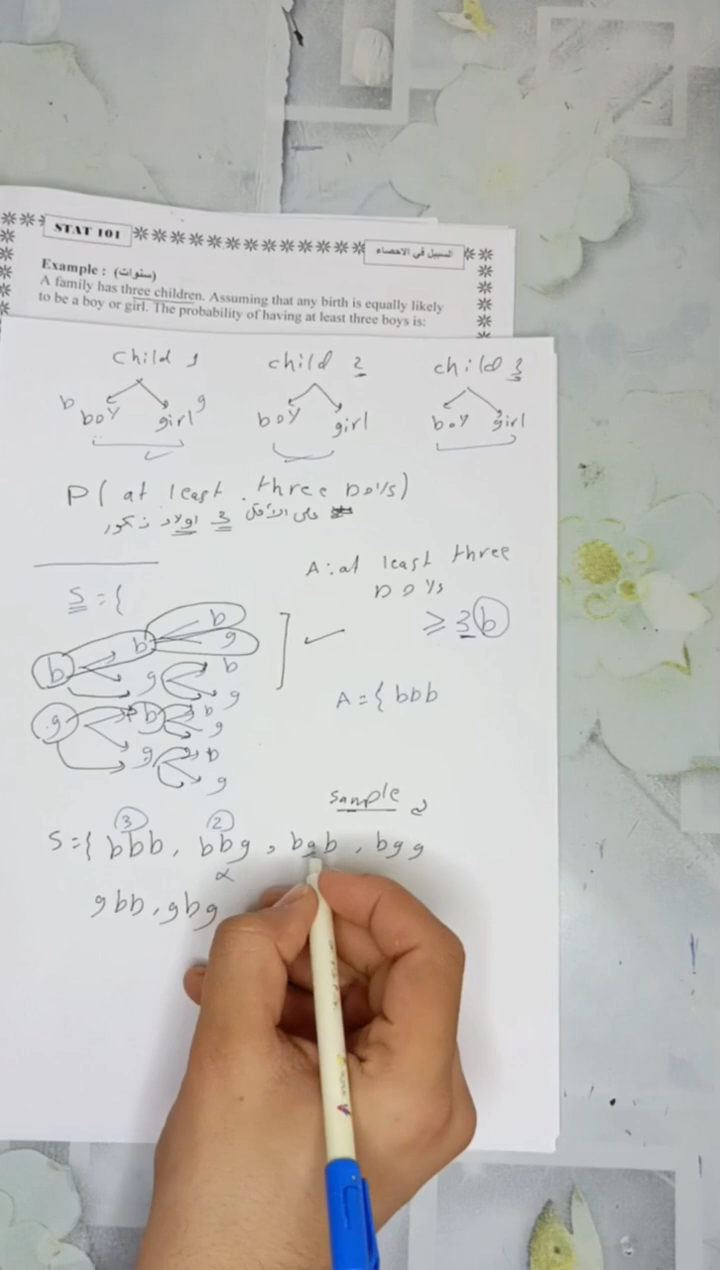 STAT 101
السبيل في الاحصاء
Example : (سنوات)
A family has three children. Assuming that any birth is equally likely
to be a boy or girl. The probability of having at least three boys is:
child 1 child 2 child 3
b boy girl g boy girl boy girl
P( at least three boys)
على الأقل 3 اولاد ذكور
A: at least three
boys
S={
≥ 3 b
b b b
g
g b
g
g b b
g
g b
g
A={ bbb
sample
3 2
S={ bbb, bbg, bgb, bgg
gbb, gbg